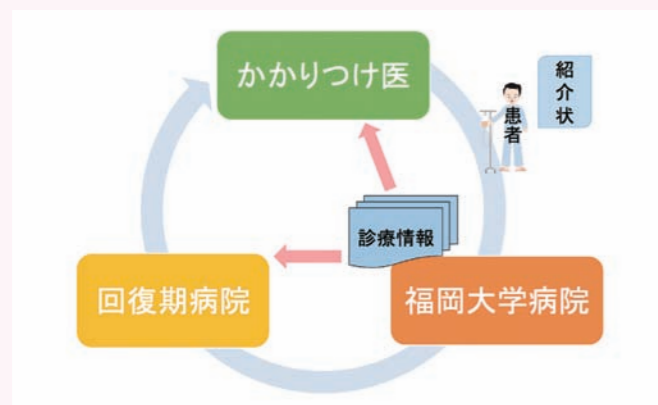 かかりつけ医
紹介状
患者
診療情報
回復期病院
福岡大学病院